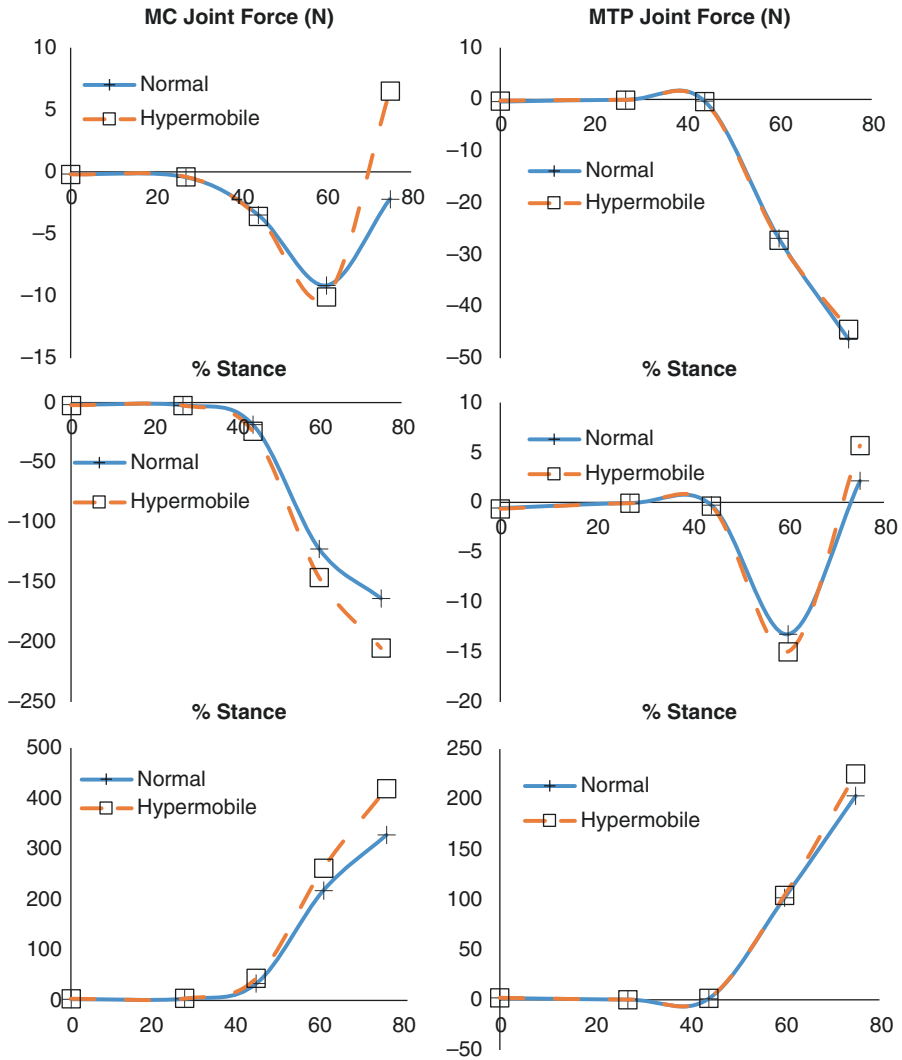 MC Joint Force (N)
10
5
0
−5
−10
−15
0 20 40 60 80
Normal
Hypermobile
% Stance
MTP Joint Force (N)
10
0
−10
−20
−30
−40
−50
0 20 40 60 80
Normal
Hypermobile
% Stance
0
−50
−100
−150
−200
−250
0 20 40 60 80
Normal
Hypermobile
% Stance
10
5
0
−5
−10
−15
−20
0 20 40 60 80
Normal
Hypermobile
% Stance
500
400
300
200
100
0
0 20 40 60 80
Normal
Hypermobile
250
200
150
100
50
0
−50
0 20 40 60 80
Normal
Hypermobile